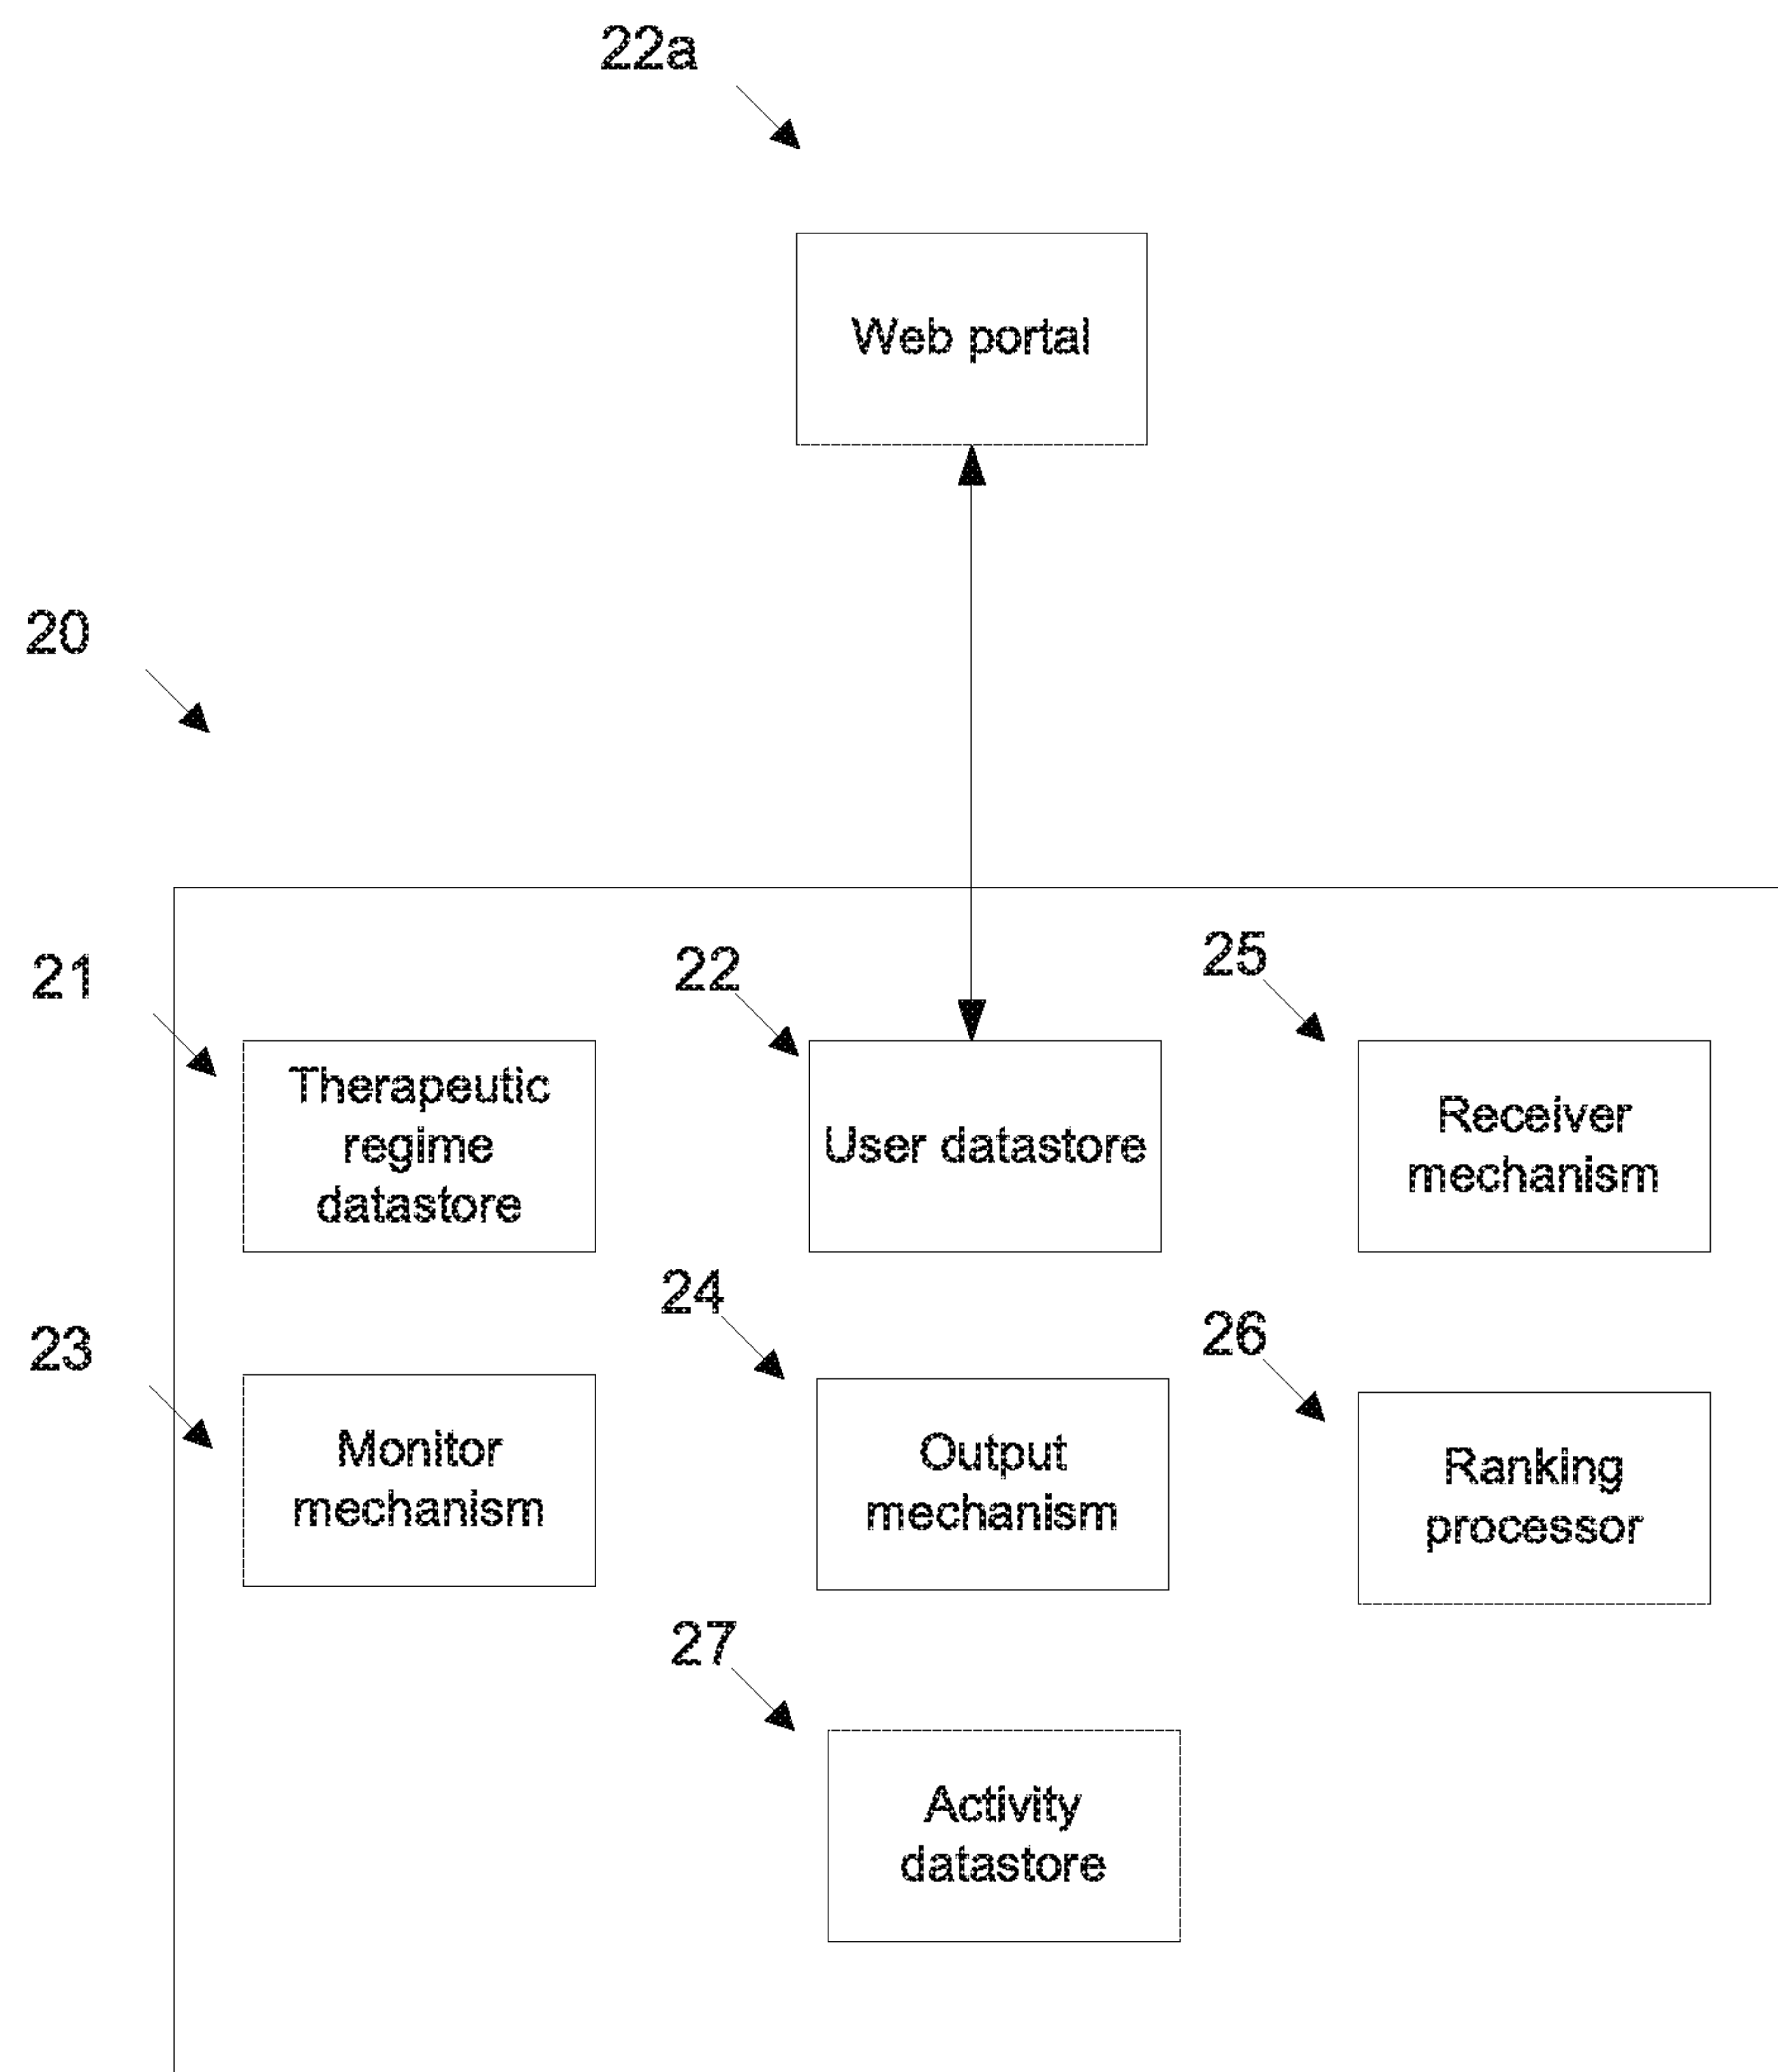 22a
Web portal
20
21
Therapeutic
regime
datastore
22
User datastore
25
Receiver
mechanism
23
Monitor
mechanism
24
Output
mechanism
26
Ranking
processor
27
Activity
datastore